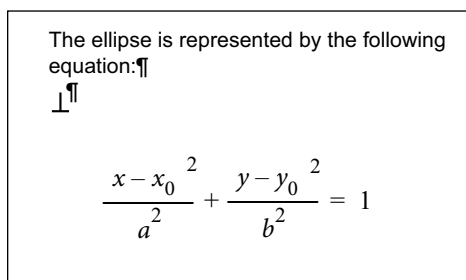 The ellipse is represented by the following
equation:¶
⊥¶
x – x₀ ² / a² + y – y₀ ² / b² = 1